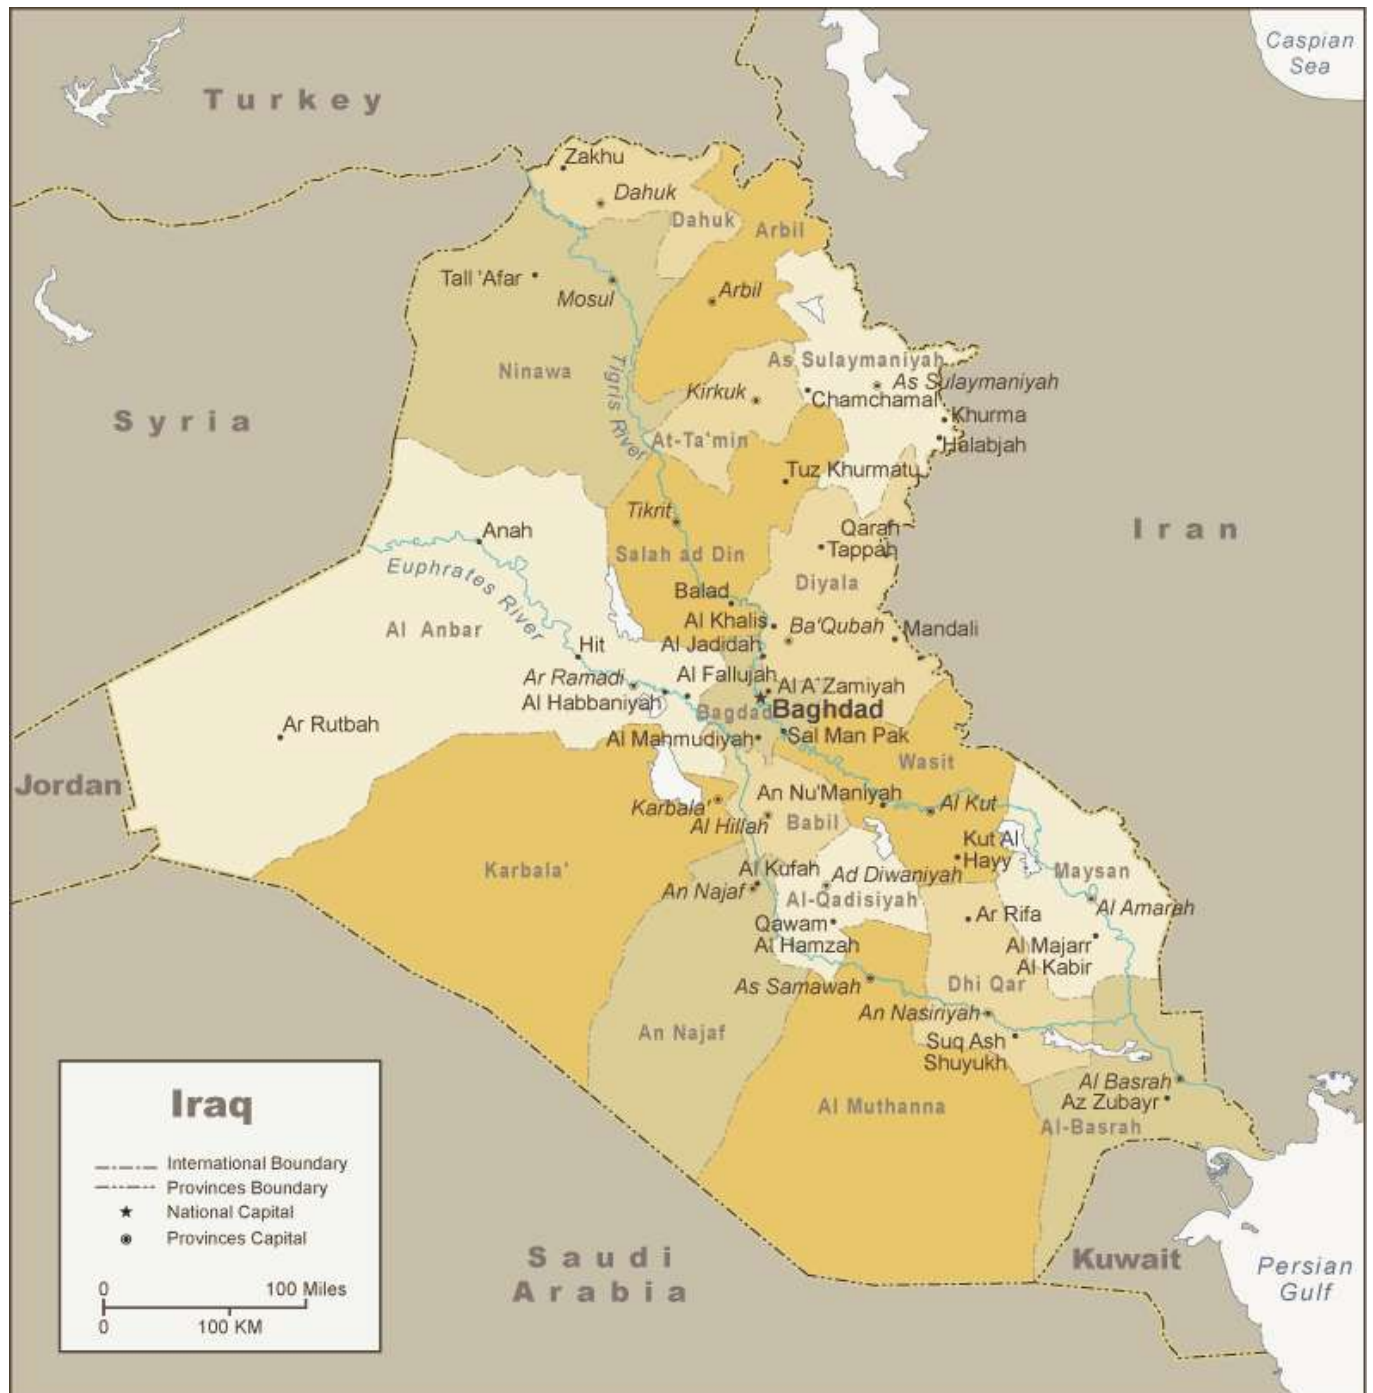 Caspian
Sea
Turkey
Zakhu
Dahuk
Dahuk
Arbil
Tall 'Afar
Mosul
Arbil
Ninawa
Tigris River
As Sulaymaniyah
As Sulaymaniyah
Kirkuk
Chamchamal
Khurma
Syria
At-Ta'min
Halabjah
Tuz Khurmatu
Tikrit
Anah
Qarah
Tappah
Iran
Salah ad Din
Euphrates River
Diyala
Balad
Al Khalis
Ba'Qubah
Mandali
Al Anbar
Hit
Al Jadidah
Ar Ramadi
Al Fallujah
Al A`Zamiyah
Al Habbaniyah
Bagdad
Baghdad
Ar Rutbah
Al Mahmudiyah
Sal Man Pak
Wasit
Jordan
An Nu'Maniyah
Al Kut
Karbala'
Al Hillah
Babil
Kut Al
Hayy
Karbala'
Al Kufah
Ad Diwaniyah
Maysan
An Najaf
Al-Qadisiyah
Al Amarah
Qawam
Al Hamzah
Ar Rifa
Al Majarr
Al Kabir
As Samawah
Dhi Qar
An Nasiriyah
An Najaf
Suq Ash
Shuyukh
Al Basrah
Az Zubayr
Al Muthanna
Al-Basrah
Iraq
International Boundary
Provinces Boundary
National Capital
Provinces Capital
0
100 Miles
0
100 KM
Saudi
Arabia
Kuwait
Persian
Gulf